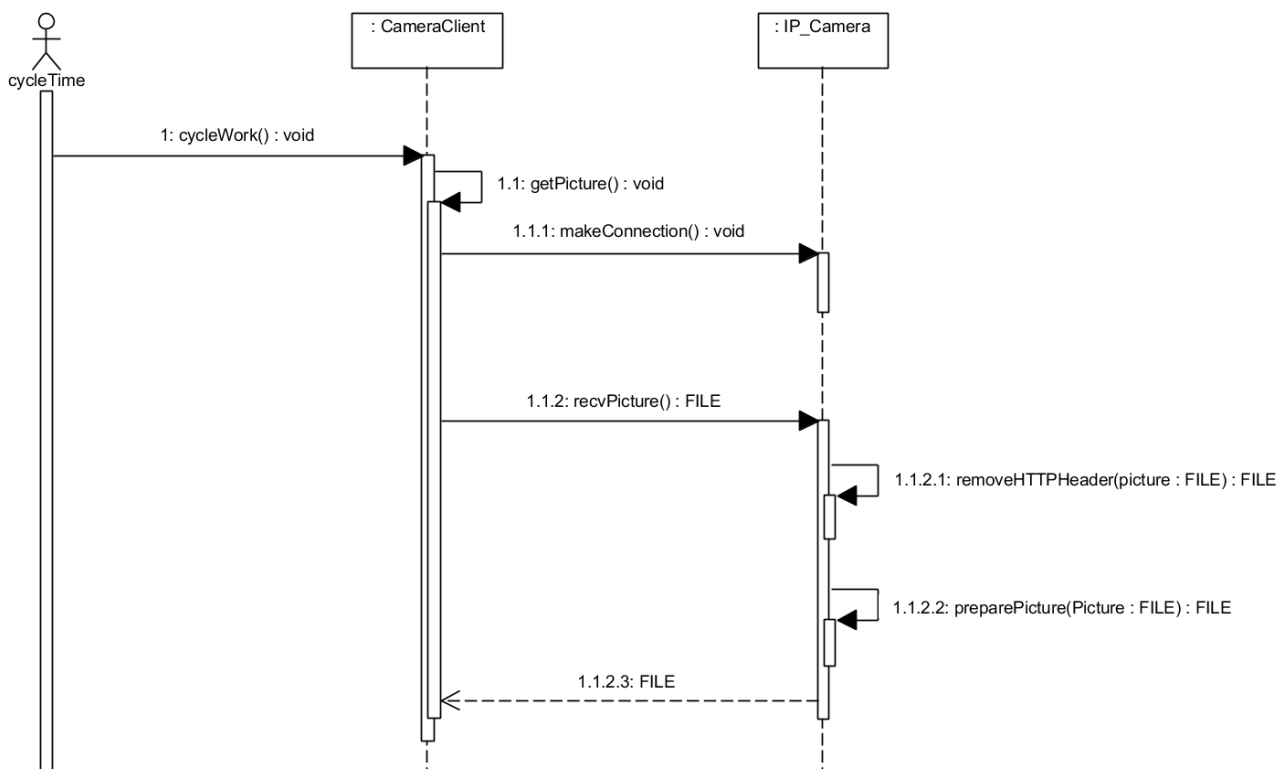 : CameraClient
: IP_Camera
cycleTime
1: cycleWork() : void
1.1: getPicture() : void
1.1.1: makeConnection() : void
1.1.2: recvPicture() : FILE
1.1.2.1: removeHTTPHeader(picture : FILE) : FILE
1.1.2.2: preparePicture(Picture : FILE) : FILE
1.1.2.3: FILE